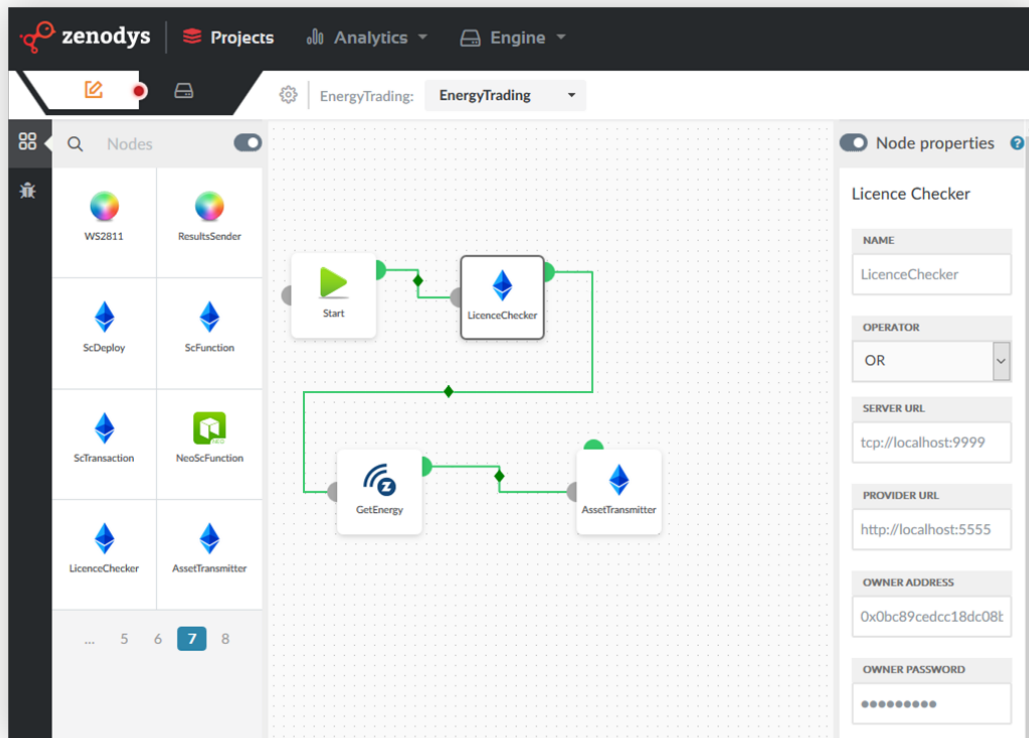 zenodys
Projects
Analytics
Engine
EnergyTrading:
EnergyTrading
Nodes
WS2811
ResultsSender
ScDeploy
ScFunction
ScTransaction
NeoScFunction
LicenceChecker
AssetTransmitter
... 5 6 7 8
Start
LicenceChecker
GetEnergy
AssetTransmitter
Node properties
?
Licence Checker
NAME
LicenceChecker
OPERATOR
OR
SERVER URL
tcp://localhost:9999
PROVIDER URL
http://localhost:5555
OWNER ADDRESS
0x0bc89cedcc18dc08b
OWNER PASSWORD
●●●●●●●●●